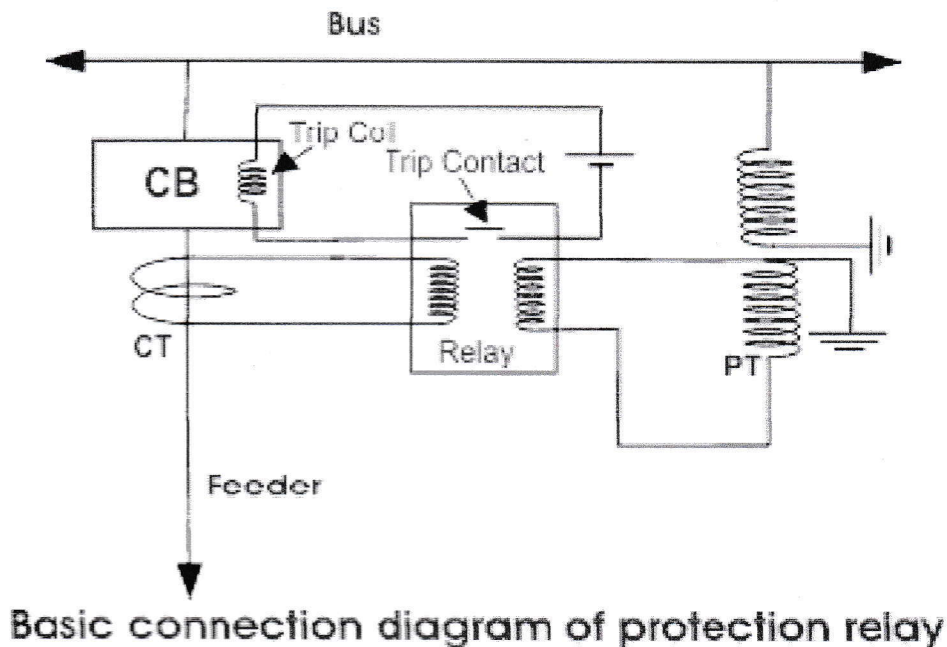 Bus
Trip Coil
CB
Trip Contact
CT
Relay
PT
Feeder
Basic connection diagram of protection relay